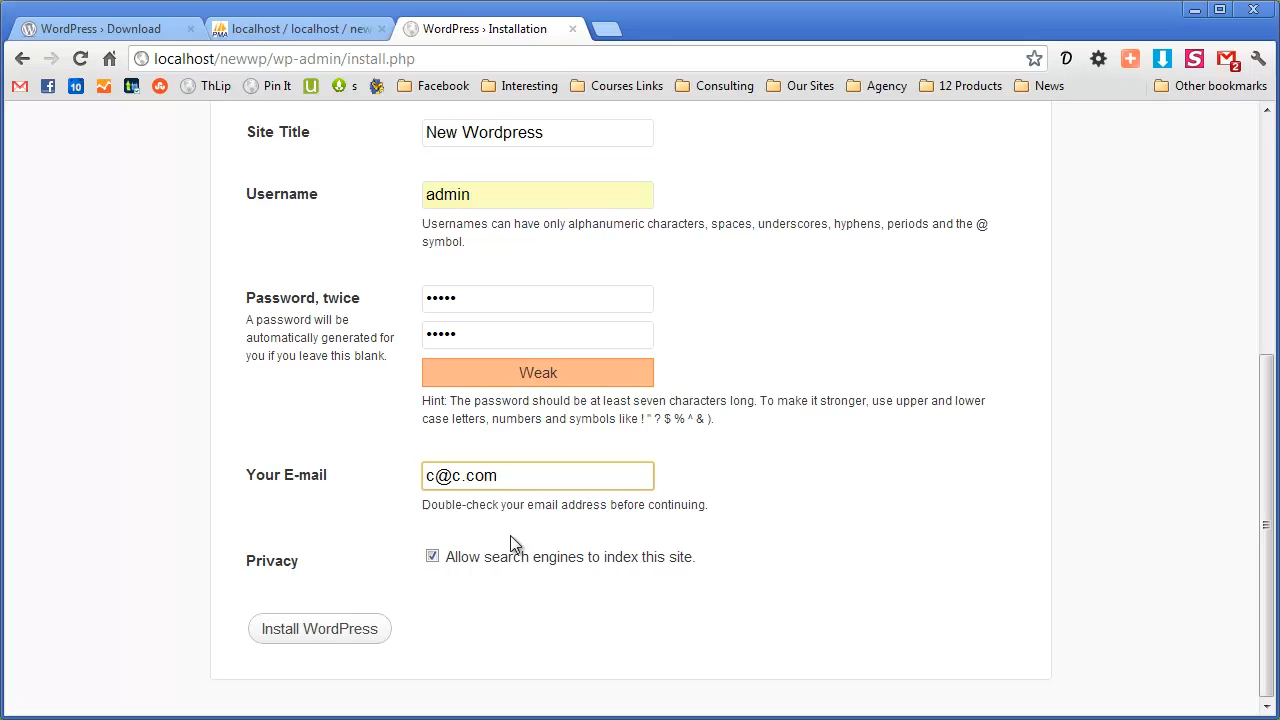 WordPress › Download
localhost / localhost / new
WordPress › Installation
localhost/newwp/wp-admin/install.php
10 ThLip Pin It s Facebook Interesting Courses Links Consulting Our Sites Agency 12 Products News Other bookmarks
Site Title
New Wordpress
Username
admin
Usernames can have only alphanumeric characters, spaces, underscores, hyphens, periods and the @
symbol.
Password, twice
•••••
A password will be
automatically generated for
you if you leave this blank.
•••••
Weak
Hint: The password should be at least seven characters long. To make it stronger, use upper and lower
case letters, numbers and symbols like ! " ? $ % ^ & ).
Your E-mail
c@c.com
Double-check your email address before continuing.
Privacy
Allow search engines to index this site.
Install WordPress